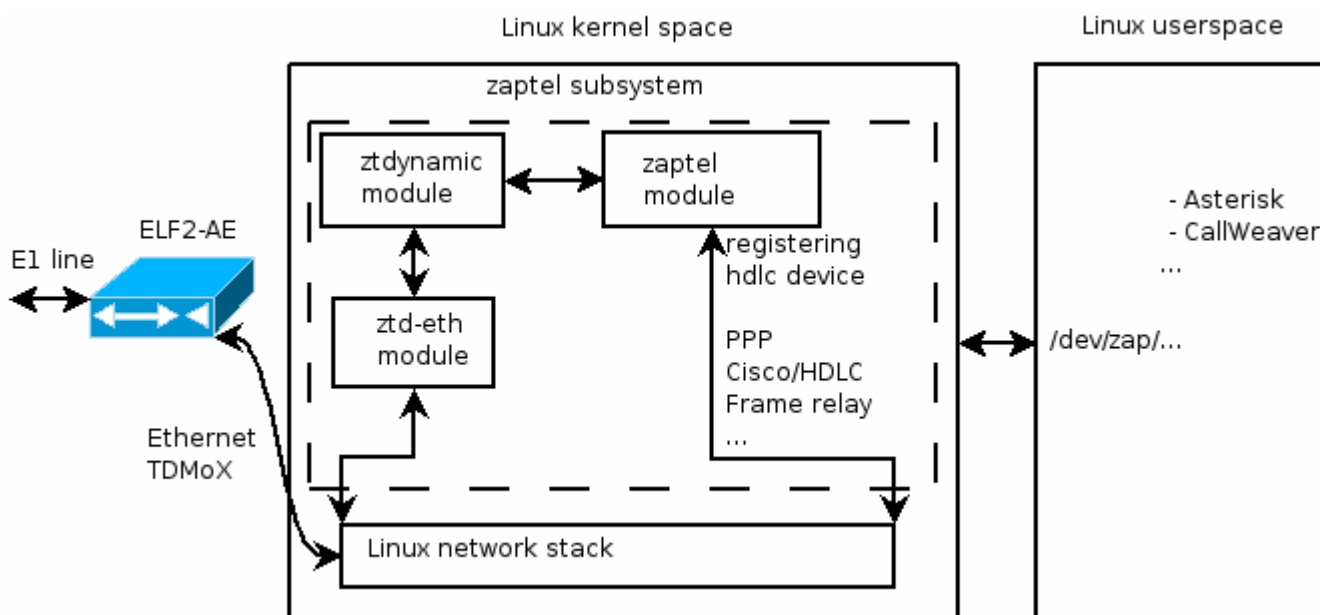 Linux kernel space
Linux userspace
zaptel subsystem
ztdynamic
module
zaptel
module
- Asterisk
- CallWeaver
...
ELF2-AE
E1 line
registering
hdlc device
ztd-eth
module
PPP
Cisco/HDLC
Frame relay
...
/dev/zap/...
Ethernet
TDMoX
Linux network stack